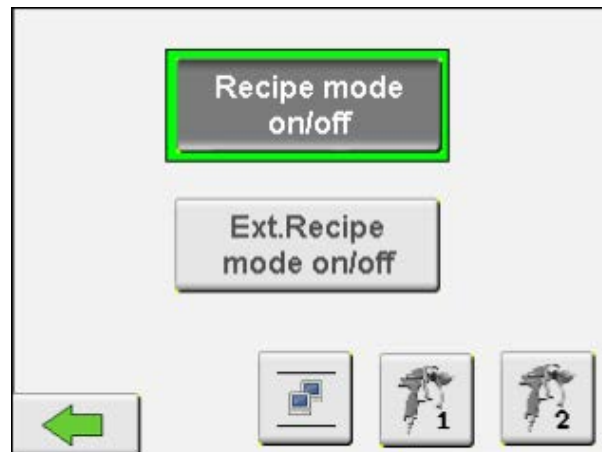 Recipe mode
on/off
Ext.Recipe
mode on/off
1
2